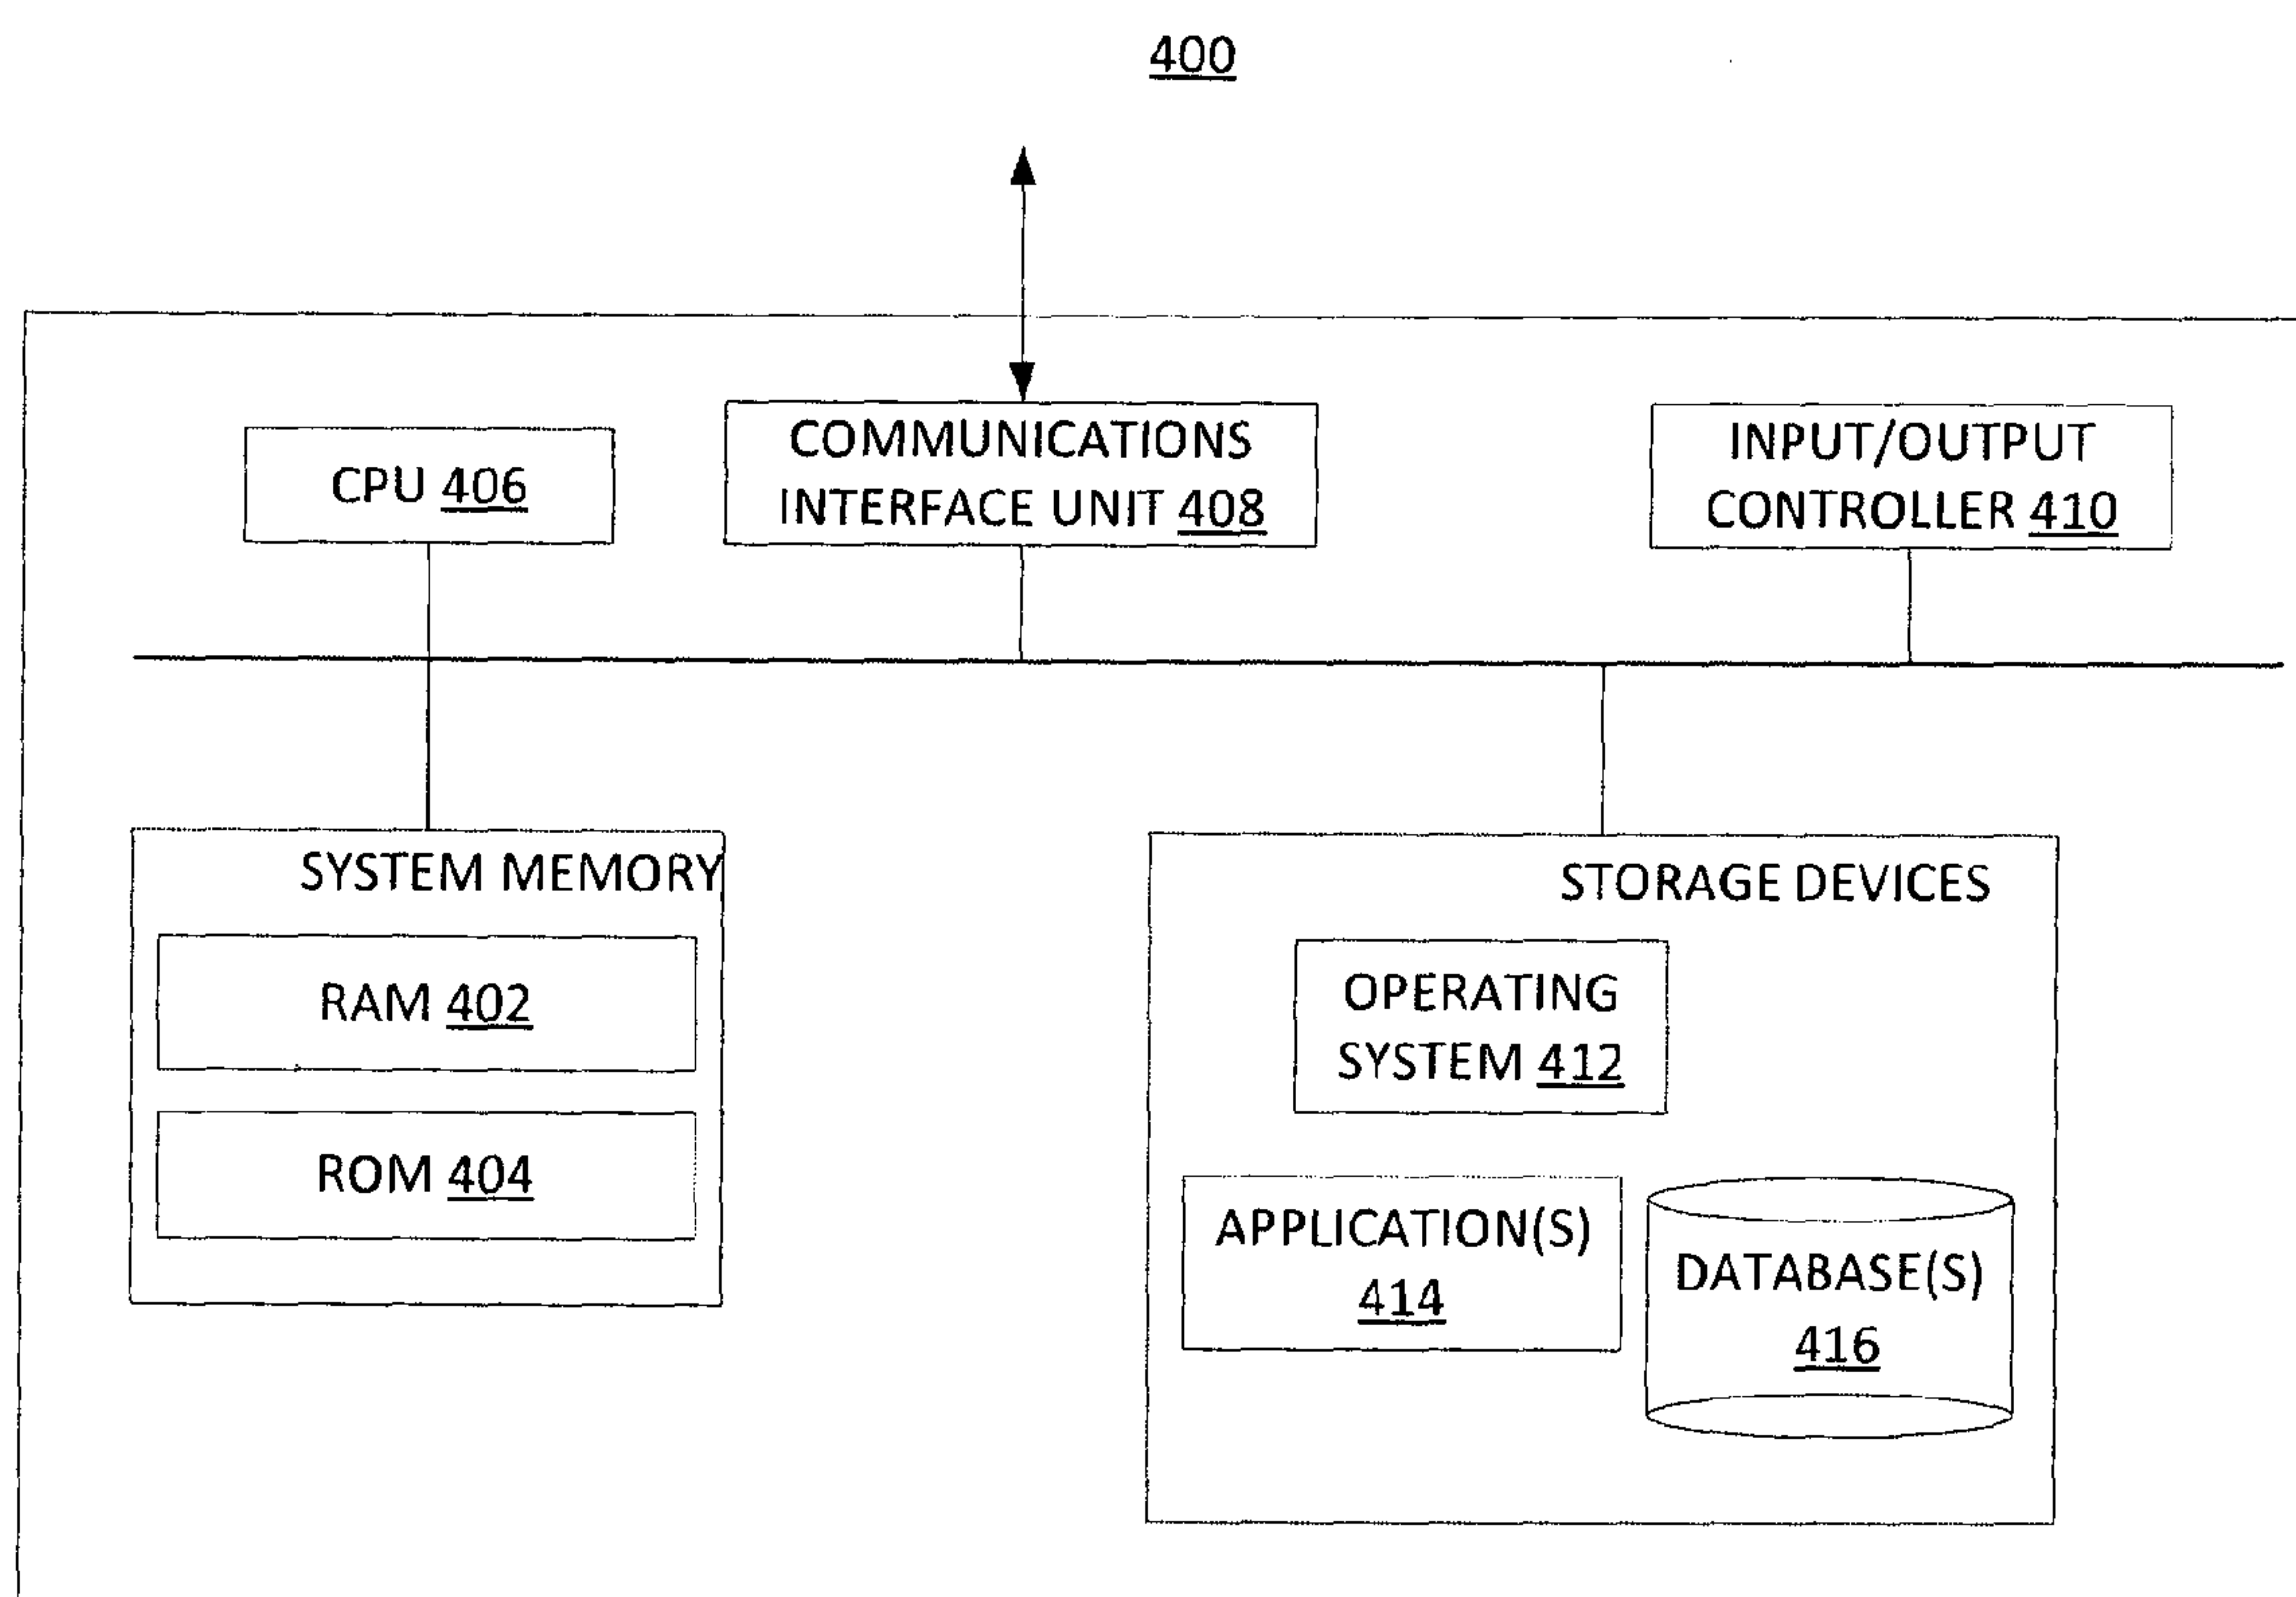 400
CPU 406
COMMUNICATIONS
INTERFACE UNIT 408
INPUT/OUTPUT
CONTROLLER 410
SYSTEM MEMORY
RAM 402
ROM 404
STORAGE DEVICES
OPERATING
SYSTEM 412
APPLICATION(S)
414
DATABASE(S)
416